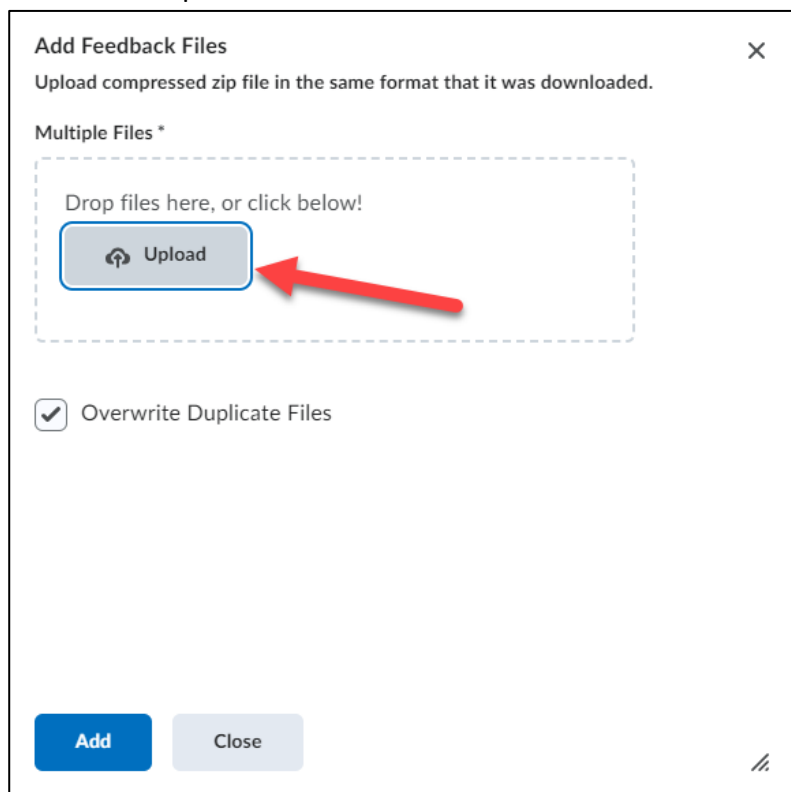 Add Feedback Files
Upload compressed zip file in the same format that it was downloaded.
Multiple Files *
Drop files here, or click below!
Upload
Overwrite Duplicate Files
Add
Close